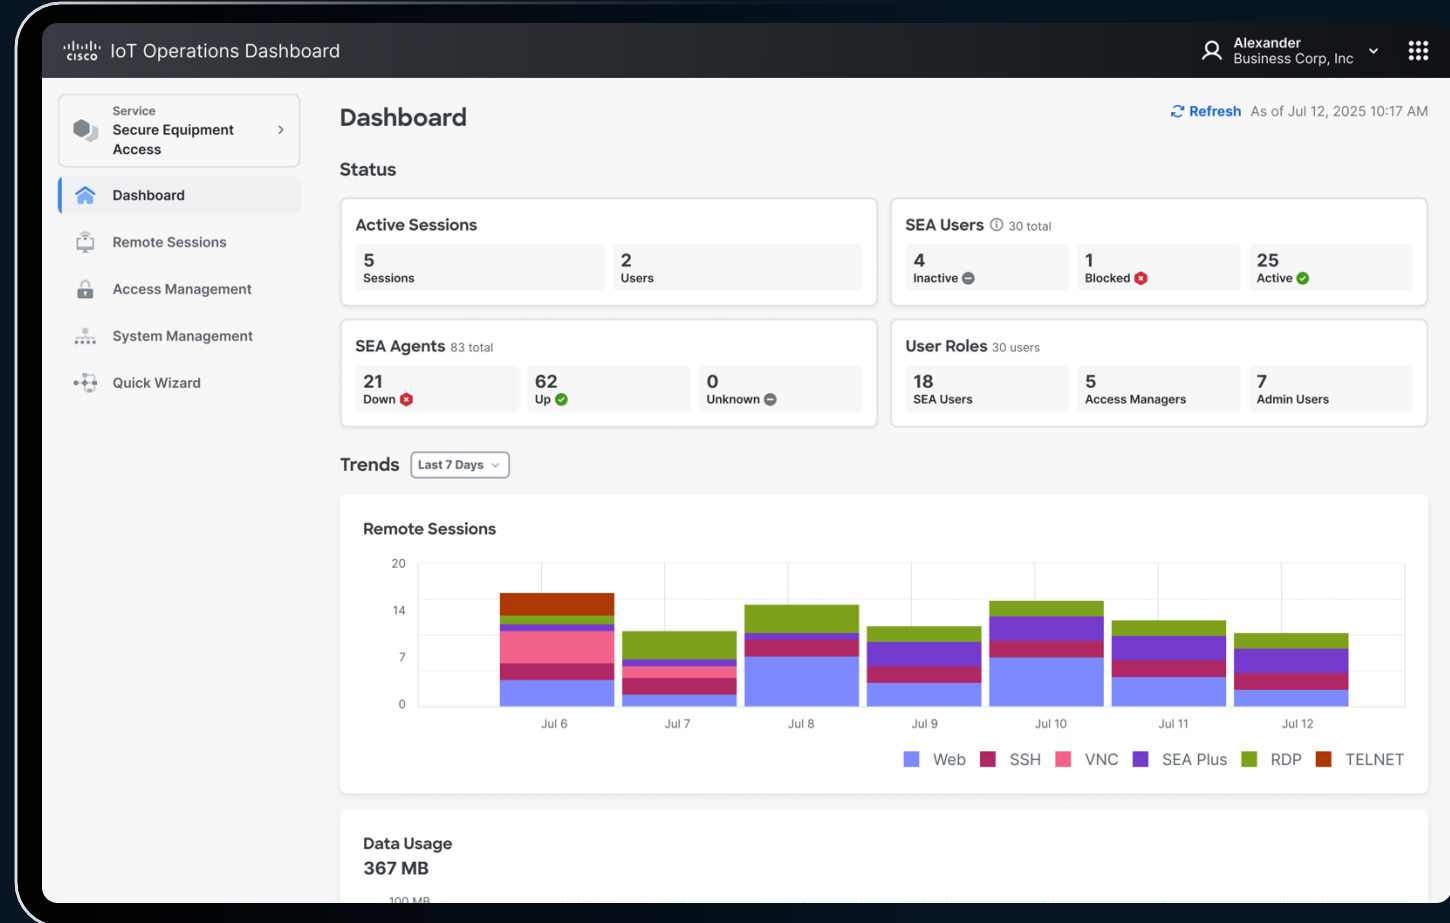 CISCO IoT Operations Dashboard
Alexander
Business Corp, Inc
Service
Secure Equipment
Access
Dashboard
Remote Sessions
Access Management
System Management
Quick Wizard
Dashboard
Refresh As of Jul 12, 2025 10:17 AM
Status
Active Sessions
5
Sessions
2
Users
SEA Users 30 total
4
Inactive
1
Blocked
25
Active
SEA Agents 83 total
21
Down
62
Up
0
Unknown
User Roles 30 users
18
SEA Users
5
Access Managers
7
Admin Users
Trends Last 7 Days
Remote Sessions
20
14
7
0
Jul 6 Jul 7 Jul 8 Jul 9 Jul 10 Jul 11 Jul 12
Web SSH VNC SEA Plus RDP TELNET
Data Usage
367 MB
100 MB